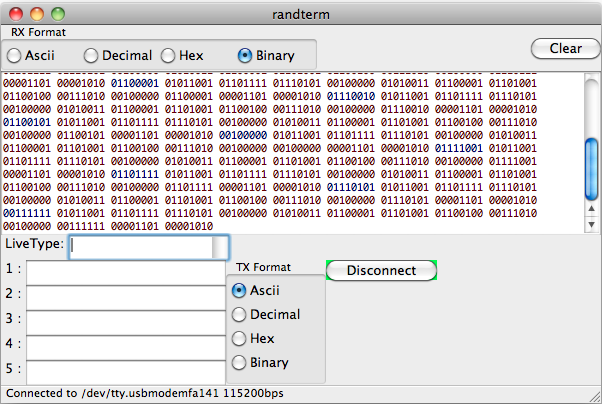 randterm
RX Format
Ascii Decimal Hex Binary
Clear
00001101 00001010 01100001 01011001 01101111 01110101 00100000 01010011 01100001 01101001
01100100 00111010 00100000 01100001 00001101 00001010 01110010 01011001 01101111 01110101
00100000 01010011 01100001 01101001 01100100 00111010 00100000 01110010 00001101 00001010
01100101 01011001 01101111 01110101 00100000 01010011 01100001 01101001 01100100 00111010
00100000 01100101 00001101 00001010 00100000 01011001 01101111 01110101 00100000 01010011
01100001 01101001 01100100 00111010 00100000 00100000 00001101 00001010 01111001 01011001
01101111 01110101 00100000 01010011 01100001 01101001 01100100 00111010 00100000 01111001
00001101 00001010 01101111 01011001 01101111 01110101 00100000 01010011 01100001 01101001
01100100 00111010 00100000 01101111 00001101 00001010 01110101 01011001 01101111 01110101
00100000 01010011 01100001 01101001 01100100 00111010 00100000 01110101 00001101 00001010
00111111 01011001 01101111 01110101 00100000 01010011 01100001 01101001 01100100 00111010
00100000 00111111 00001101 00001010
LiveType:
1 :
2 :
3 :
4 :
5 :
TX Format
Ascii
Decimal
Hex
Binary
Disconnect
Connected to /dev/tty.usbmodemfa141 115200bps